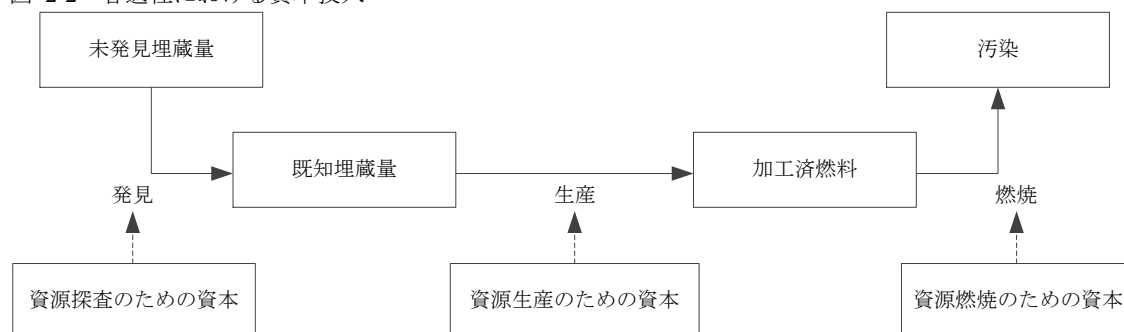 未発見埋蔵量
汚染
既知埋蔵量
加工済燃料
発見
生産
燃焼
資源探査のための資本
資源生産のための資本
資源燃焼のための資本